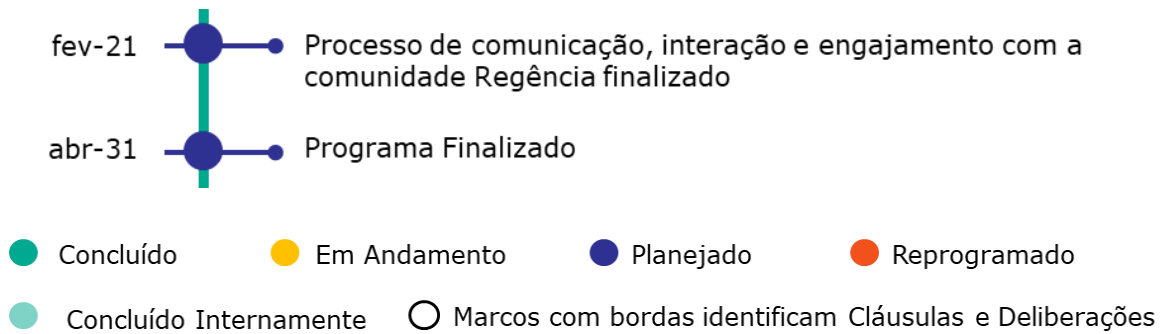 fev-21 Processo de comunicação, interação e engajamento com a
comunidade Regência finalizado
abr-31 Programa Finalizado
Concluído Em Andamento Planejado Reprogramado
Concluído Internamente Marcos com bordas identificam Cláusulas e Deliberações